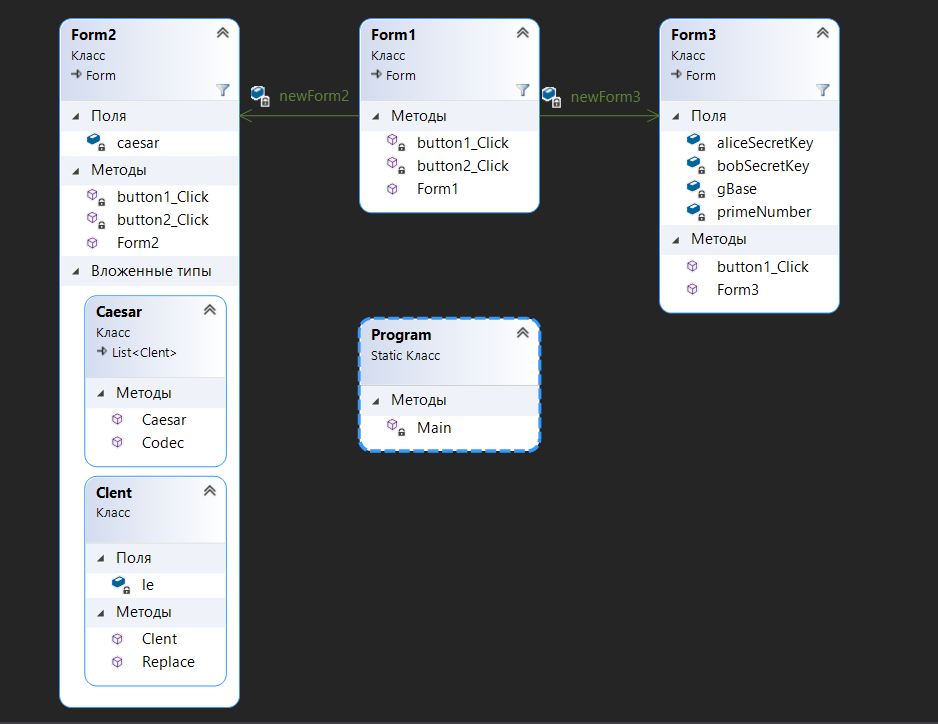 Form2
Класс
Form
Поля
caesar
Методы
button1_Click
button2_Click
Form2
Вложенные типы
Caesar
Класс
List<Clent>
Методы
Caesar
Codec
Clent
Класс
Поля
le
Методы
Clent
Replace
newForm2
Form1
Класс
Form
Методы
button1_Click
button2_Click
Form1
newForm3
Form3
Класс
Form
Поля
aliceSecretKey
bobSecretKey
gBase
primeNumber
Методы
button1_Click
Form3
Program
Static Класс
Методы
Main